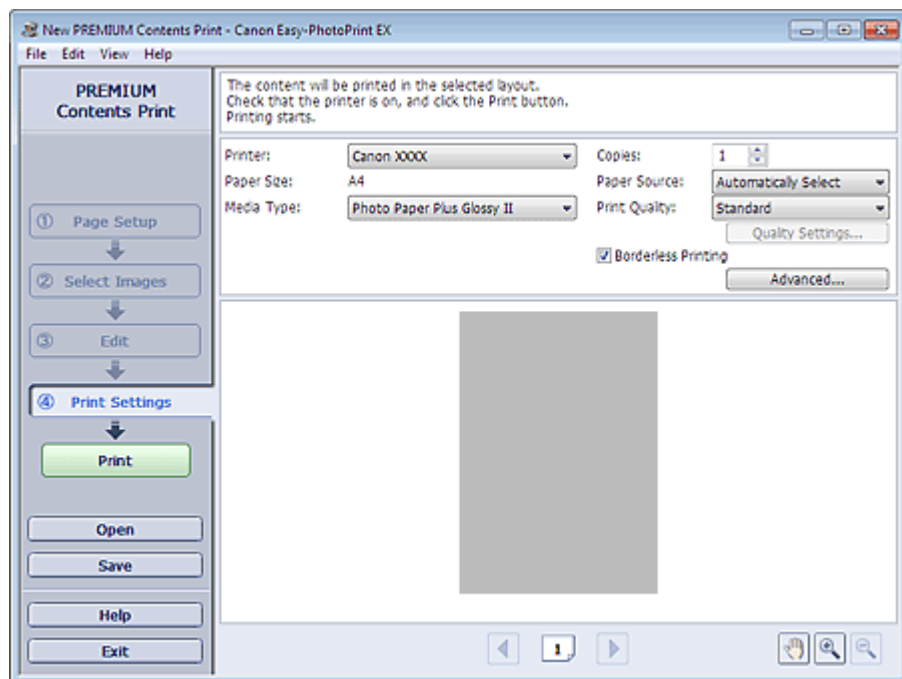 New PREMIUM Contents Print - Canon Easy-PhotoPrint EX
File Edit View Help
PREMIUM
Contents Print
① Page Setup
② Select Images
③ Edit
④ Print Settings
Print
Open
Save
Help
Exit
The content will be printed in the selected layout.
Check that the printer is on, and click the Print button.
Printing starts.
Printer: Canon XXXX
Copies: 1
Paper Size: A4
Paper Source: Automatically Select
Media Type: Photo Paper Plus Glossy II
Print Quality: Standard
Quality Settings...
Borderless Printing
Advanced...
1